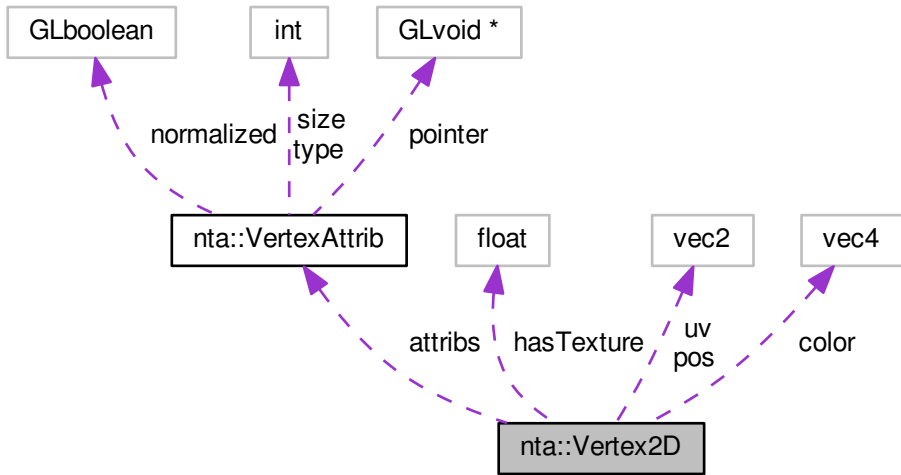 GLboolean
int
GLvoid *
normalized
size
type
pointer
nta::VertexAttrib
float
vec2
vec4
attribs
hasTexture
uv
pos
color
nta::Vertex2D